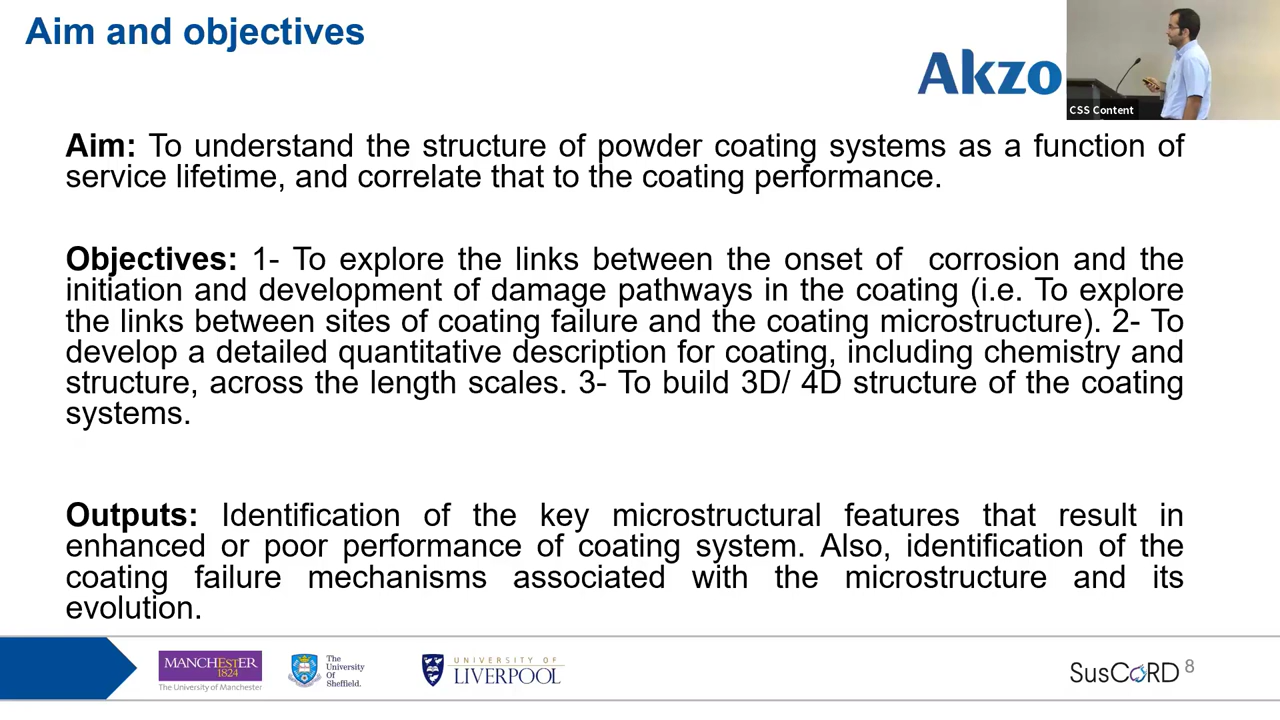 Aim and objectives
Akzo
CSS Content
Aim: To understand the structure of powder coating systems as a function of
service lifetime, and correlate that to the coating performance.
Objectives: 1- To explore the links between the onset of corrosion and the
initiation and development of damage pathways in the coating (i.e. To explore
the links between sites of coating failure and the coating microstructure). 2- To
develop a detailed quantitative description for coating, including chemistry and
structure, across the length scales. 3- To build 3D/ 4D structure of the coating
systems.
Outputs: Identification of the key microstructural features that result in
enhanced or poor performance of coating system. Also, identification of the
coating failure mechanisms associated with the microstructure and its
evolution.
MANCHESTER
1824
The University of Manchester
The
University
Of
Sheffield.
UNIVERSITY OF
LIVERPOOL
SusCoRD
8